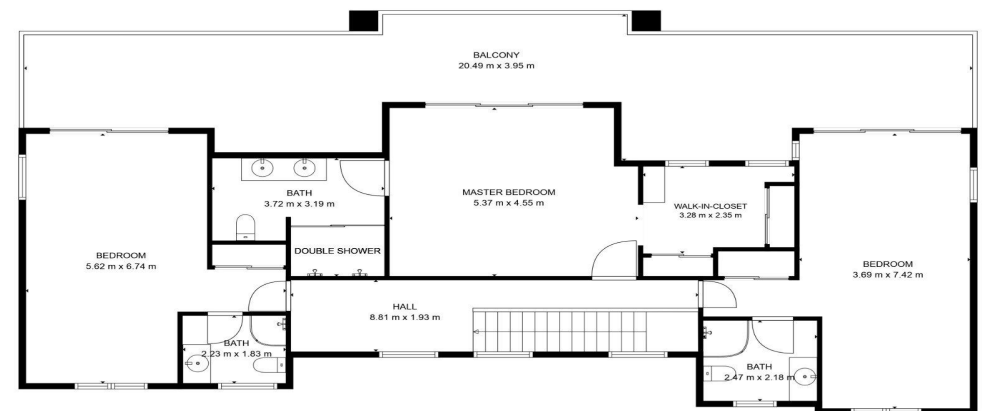 BALCONY
20.49 m x 3.95 m
BATH
3.72 m x 3.19 m
MASTER BEDROOM
5.37 m x 4.55 m
WALK-IN-CLOSET
3.28 m x 2.35 m
DOUBLE SHOWER
BEDROOM
5.62 m x 6.74 m
BEDROOM
3.69 m x 7.42 m
HALL
8.81 m x 1.93 m
BATH
2.23 m x 1.83 m
BATH
2.47 m x 2.18 m